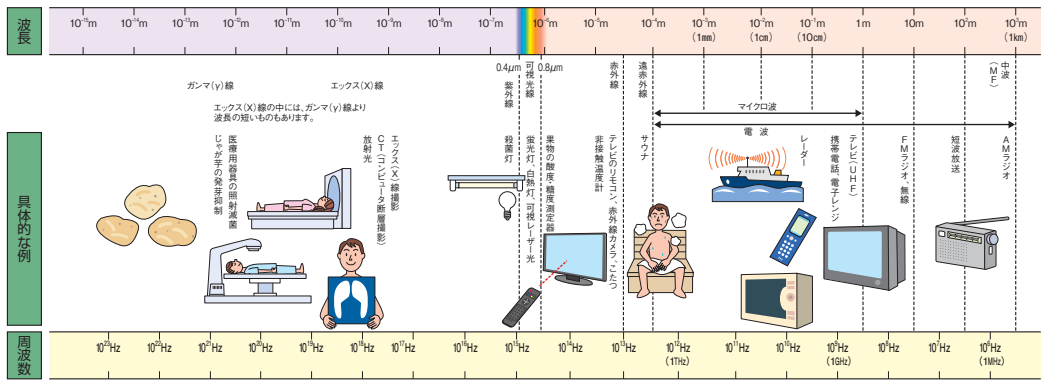 波長
10⁻¹⁵m 10⁻¹⁴m 10⁻¹³m 10⁻¹²m 10⁻¹¹m 10⁻¹⁰m 10⁻⁹m 10⁻⁸m 10⁻⁷m 10⁻⁶m 10⁻⁵m 10⁻⁴m 10⁻³m 10⁻²m 10⁻¹m 1m 10m 10²m 10³m
(1mm) (1cm) (10cm) (1km)
0.4μm 可視光線 0.8μm
ガンマ(γ)線
エックス(X)線
紫外線
赤外線
遠赤外線
中波(MF)
エックス(X)線の中には、ガンマ(γ)線より
波長の短いものもあります。
マイクロ波
電波
具体的な例
医療用器具の照射滅菌
じゃが芋の発芽抑制
エックス(X)線撮影
CT(コンピュータ断層撮影)
放射光
殺菌灯
蛍光灯、白熱灯、可視レーザー光
果物の酸度・糖度測定器
テレビのリモコン、赤外線カメラ、こたつ
非接触温度計
サウナ
レーダー
テレビ(UHF)
携帯電話、電子レンジ
FMラジオ、無線
短波放送
AMラジオ
周波数
10²³Hz 10²²Hz 10²¹Hz 10²⁰Hz 10¹⁹Hz 10¹⁸Hz 10¹⁷Hz 10¹⁶Hz 10¹⁵Hz 10¹⁴Hz 10¹³Hz 10¹²Hz 10¹¹Hz 10¹⁰Hz 10⁹Hz 10⁸Hz 10⁷Hz 10⁶Hz
(1THz) (1GHz) (1MHz)